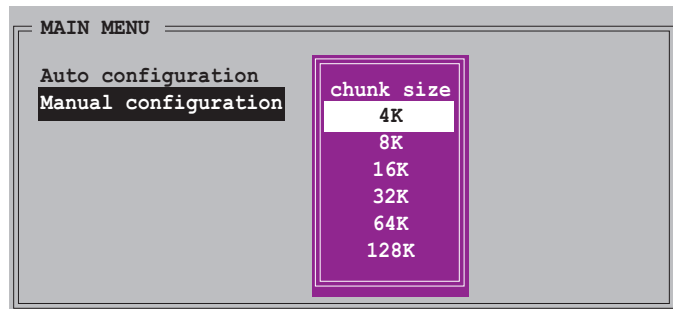 MAIN MENU
Auto configuration
Manual configuration
chunk size
4K
8K
16K
32K
64K
128K